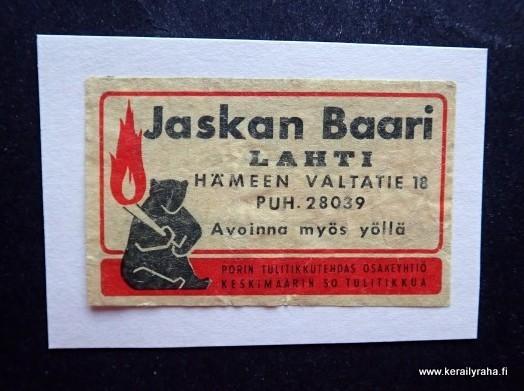 Jaskan Baari
LAHTI
HÄMEEN VALTATIE 18
PUH. 28039
Avoinna myös yöllä
PORIN TULITIKKUTEHDAS OSAKEYHTIÖ
KESKIMÄÄRIN 50 TULITIKKUA
www.kerailyraha.fi